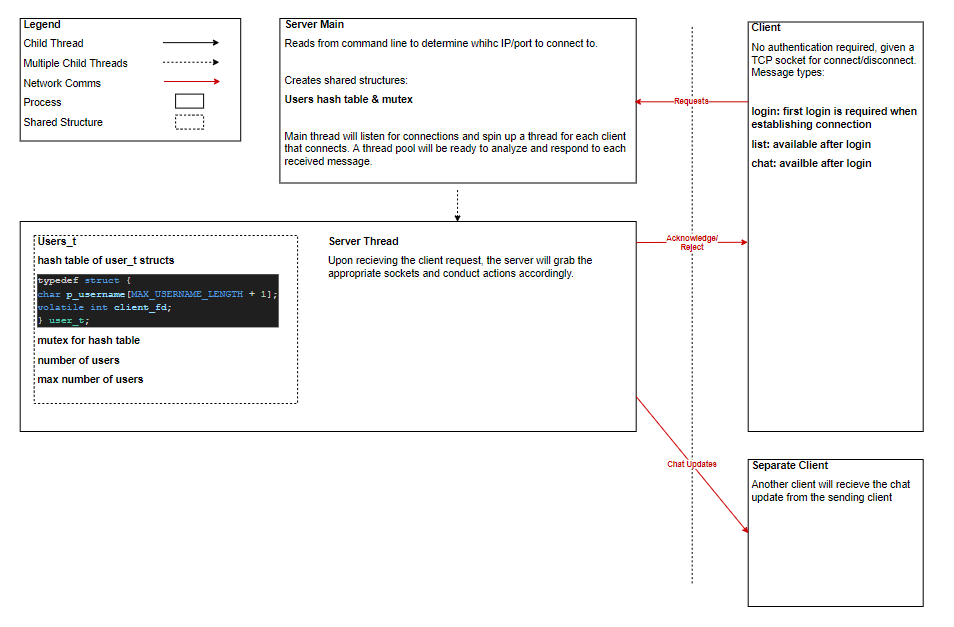 Legend
Child Thread
Multiple Child Threads
Network Comms
Process
Shared Structure
Server Main
Reads from command line to determine whihc IP/port to connect to.
Creates shared structures:
Users hash table & mutex
Main thread will listen for connections and spin up a thread for each client
that connects. A thread pool will be ready to analyze and respond to each
received message.
Requests
Client
No authentication required, given a
TCP socket for connect/disconnect.
Message types:
login: first login is required when
establishing connection
list: available after login
chat: availble after login
Users_t
hash table of user_t structs
typedef struct {
char p_username[MAX_USERNAME_LENGTH + 1];
volatile int client_fd;
} user_t;
mutex for hash table
number of users
max number of users
Server Thread
Upon recieving the client request, the server will grab the
appropriate sockets and conduct actions accordingly.
Acknowledge/
Reject
Chat Updates
Separate Client
Another client will recieve the chat
update from the sending client